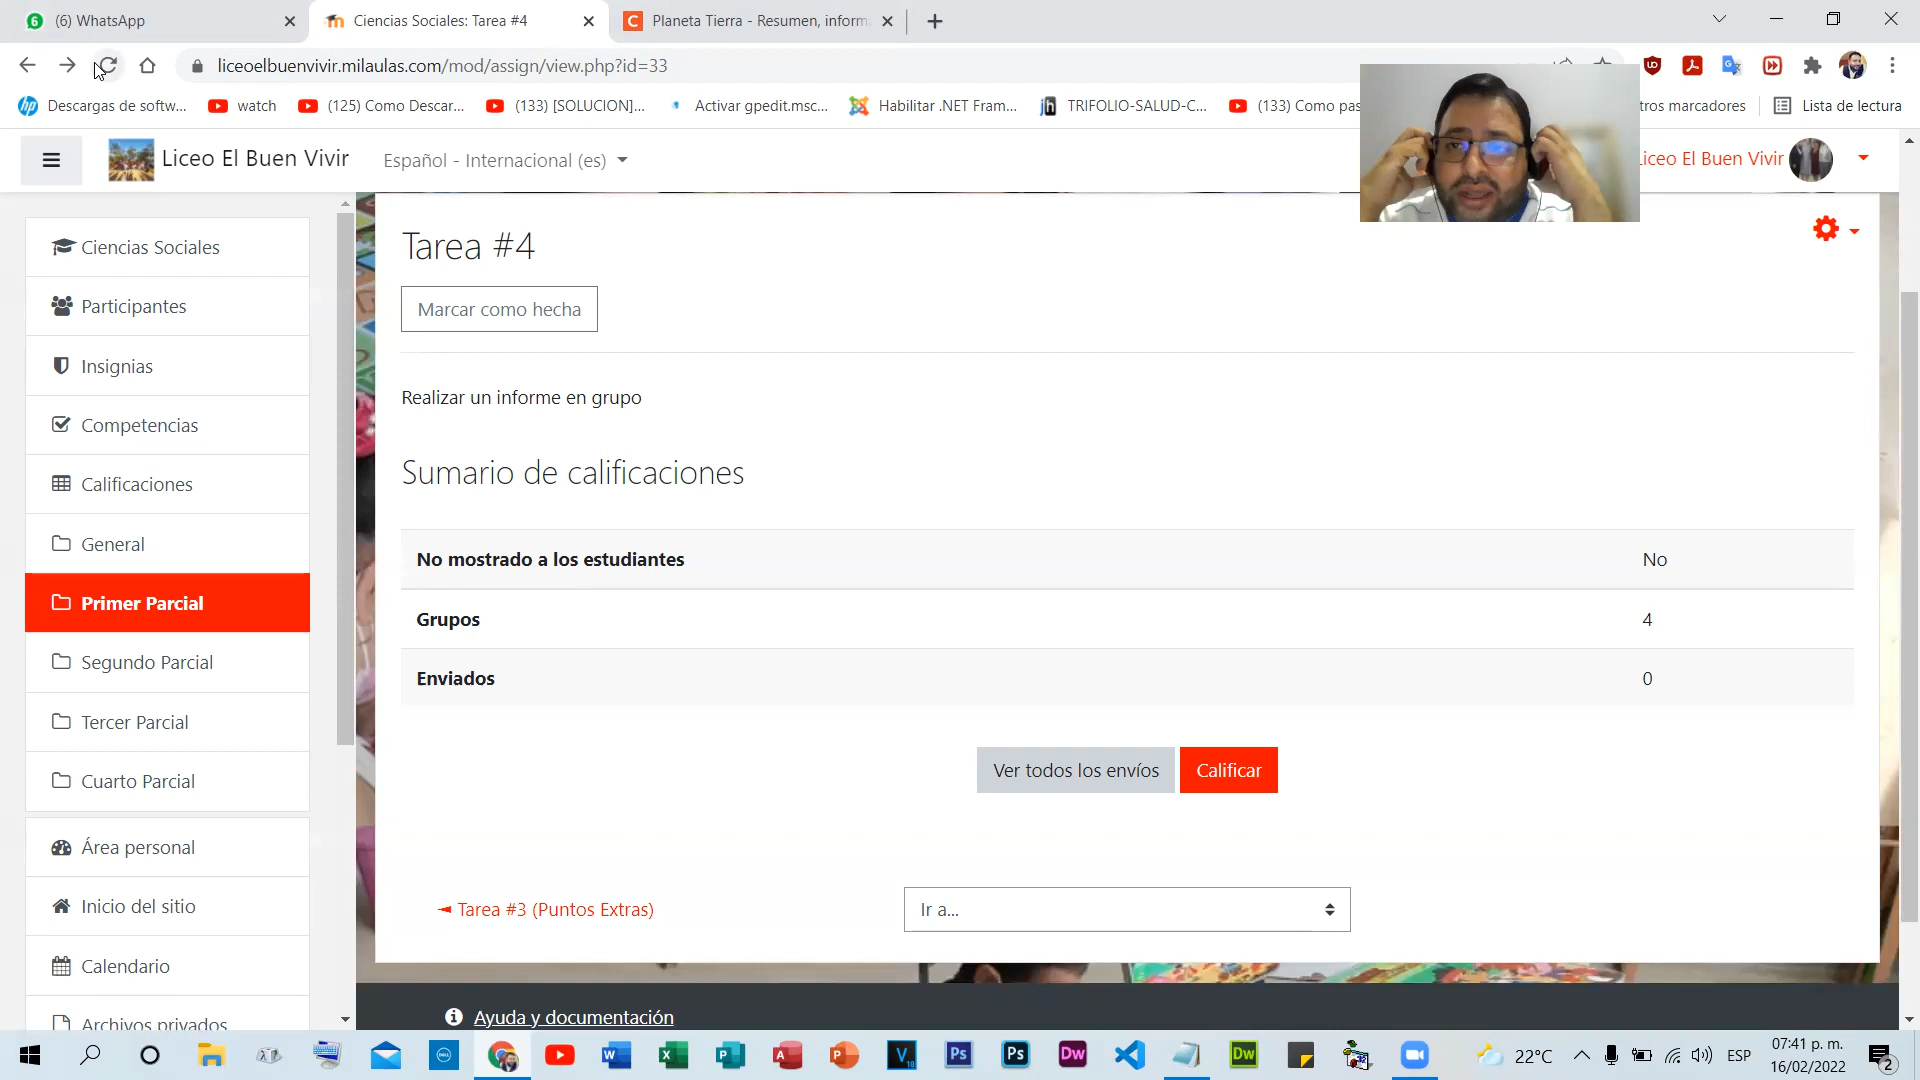 (6) WhatsApp
Ciencias Sociales: Tarea #4
Planeta Tierra - Resumen, inform
liceoelbuenvivir.milaulas.com/mod/assign/view.php?id=33
Descargas de softw...
watch
(125) Como Descar...
(133) [SOLUCION]...
Activar gpedit.msc...
Habilitar .NET Fram...
TRIFOLIO-SALUD-C...
(133) Como pas
tros marcadores
Lista de lectura
Liceo El Buen Vivir
Español - Internacional (es)
iceo El Buen Vivir
Ciencias Sociales
Participantes
Insignias
Competencias
Calificaciones
General
Primer Parcial
Segundo Parcial
Tercer Parcial
Cuarto Parcial
Área personal
Inicio del sitio
Calendario
Archivos privados
Tarea #4
Marcar como hecha
Realizar un informe en grupo
Sumario de calificaciones
No mostrado a los estudiantes No
Grupos 4
Enviados 0
Ver todos los envíos Calificar
◄ Tarea #3 (Puntos Extras)
Ir a...
Ayuda y documentación
22°C
ESP
07:41 p. m.
16/02/2022
2